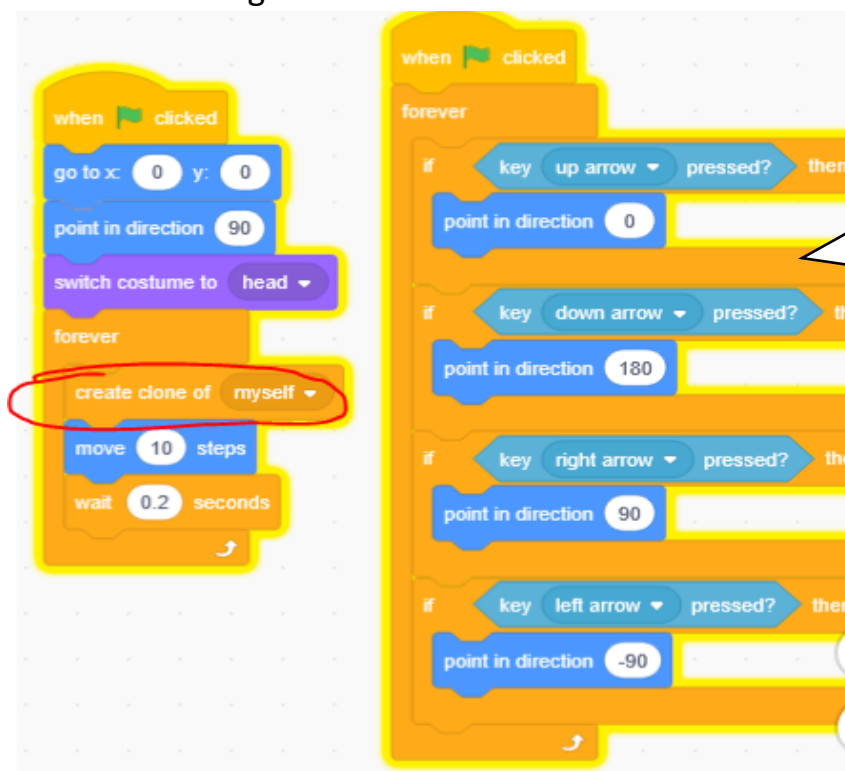 when clicked
go to x: 0 y: 0
point in direction 90
switch costume to head
forever
create clone of myself
move 10 steps
wait 0.2 seconds
when clicked
forever
if key up arrow pressed? then
point in direction 0
if key down arrow pressed? th
point in direction 180
if key right arrow pressed? the
point in direction 90
if key left arrow pressed? then
point in direction -90